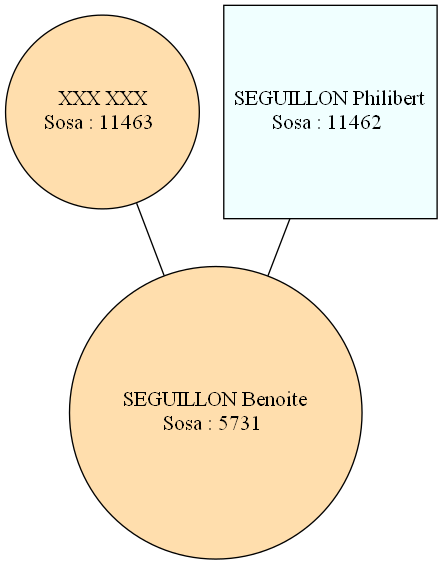 XXX XXX
Sosa : 11463
SEGUILLON Philibert
Sosa : 11462
SEGUILLON Benoite
Sosa : 5731